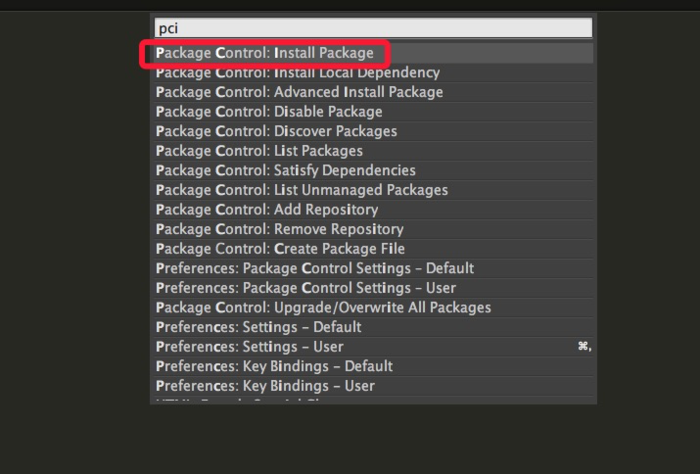 pci
Package Control: Install Package
Package Control: Install Local Dependency
Package Control: Advanced Install Package
Package Control: Disable Package
Package Control: Discover Packages
Package Control: List Packages
Package Control: Satisfy Dependencies
Package Control: List Unmanaged Packages
Package Control: Add Repository
Package Control: Remove Repository
Package Control: Create Package File
Preferences: Package Control Settings – Default
Preferences: Package Control Settings – User
Package Control: Upgrade/Overwrite All Packages
Preferences: Settings – Default
Preferences: Settings – User ⌘,
Preferences: Key Bindings – Default
Preferences: Key Bindings – User